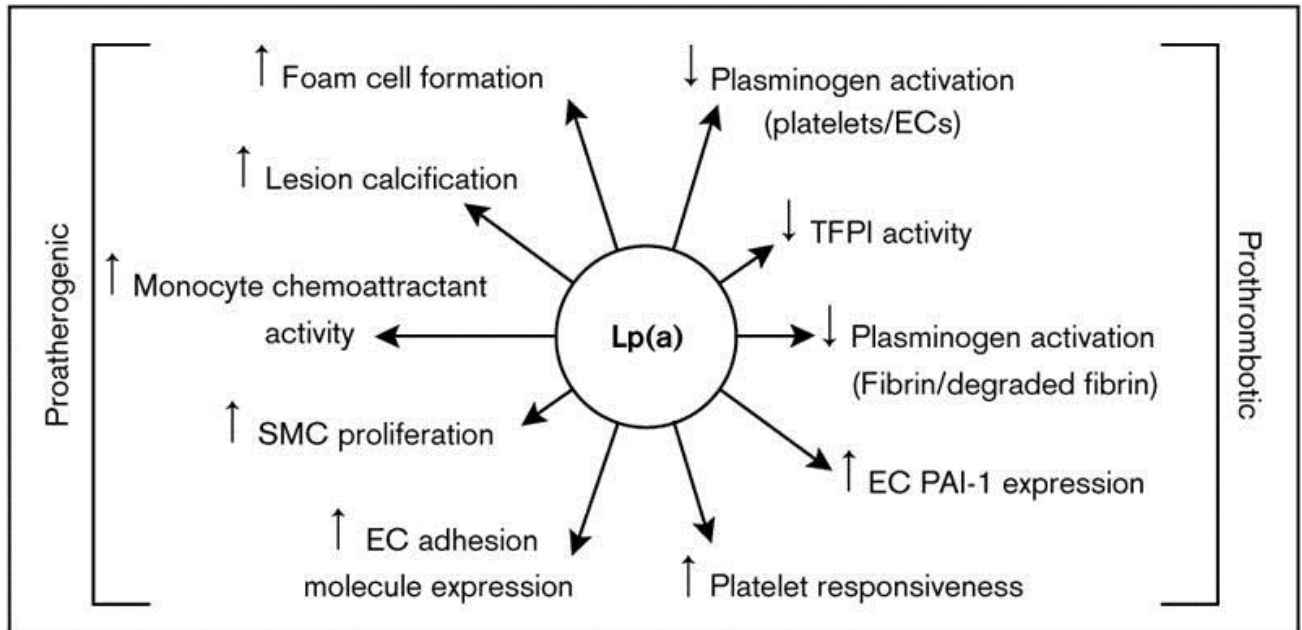 Proatherogenic
↑ Foam cell formation
↑ Lesion calcification
↑ Monocyte chemoattractant
activity
↑ SMC proliferation
↑ EC adhesion
molecule expression
Lp(a)
↓ Plasminogen activation
(platelets/ECs)
↓ TFPI activity
↓ Plasminogen activation
(Fibrin/degraded fibrin)
↑ EC PAI-1 expression
↑ Platelet responsiveness
Prothrombotic